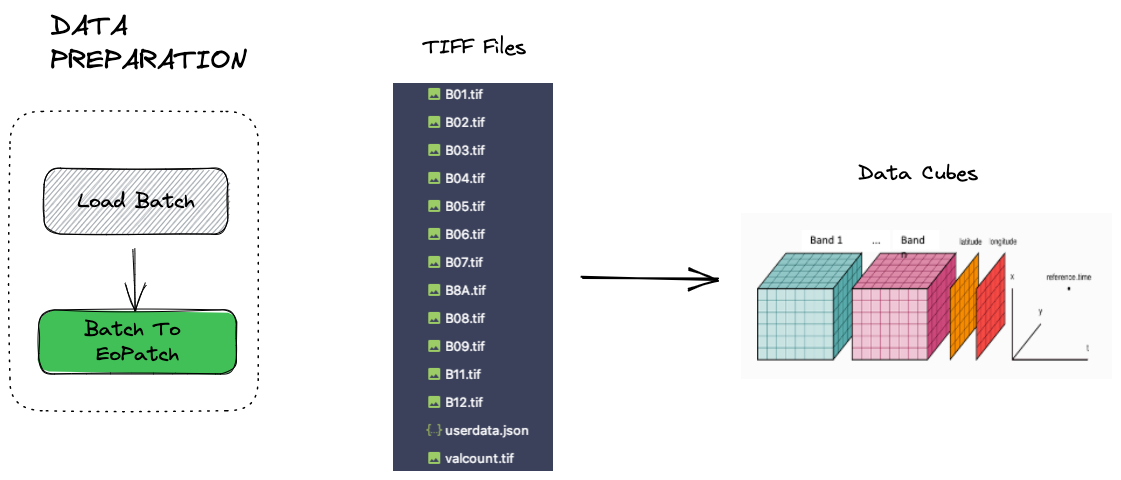 DATA
PREPARATION
Load Batch
Batch To
EoPatch
TIFF Files
B01.tif
B02.tif
B03.tif
B04.tif
B05.tif
B06.tif
B07.tif
B8A.tif
B08.tif
B09.tif
B11.tif
B12.tif
{..} userdata.json
valcount.tif
Data Cubes
Band 1 ... Band n
latitude longitude
x
reference.time
y
t